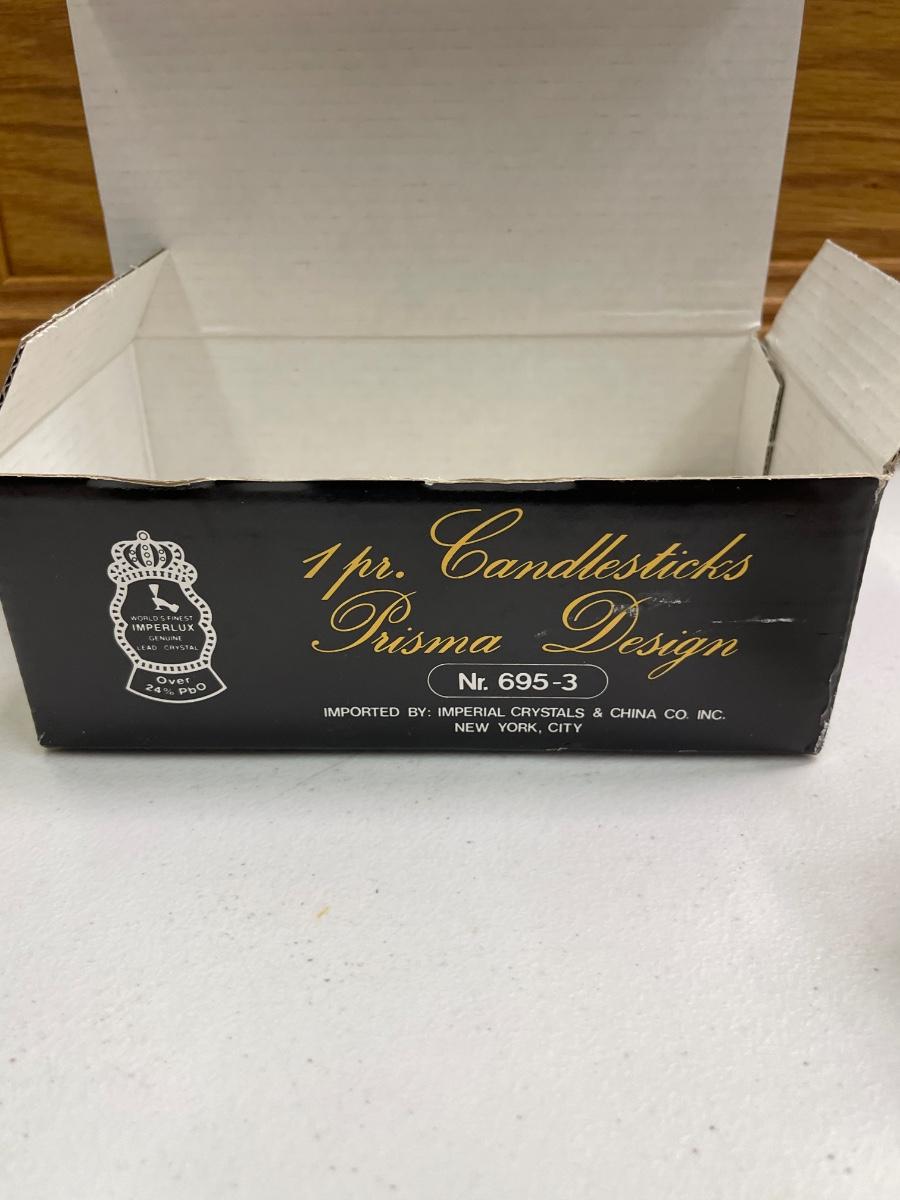 WORLD'S FINEST
IMPERLUX
GENUINE
LEAD CRYSTAL
Over
24% PbO
1 pr. Candlesticks
Prisma Design
Nr. 695-3
IMPORTED BY: IMPERIAL CRYSTALS & CHINA CO. INC.
NEW YORK, CITY